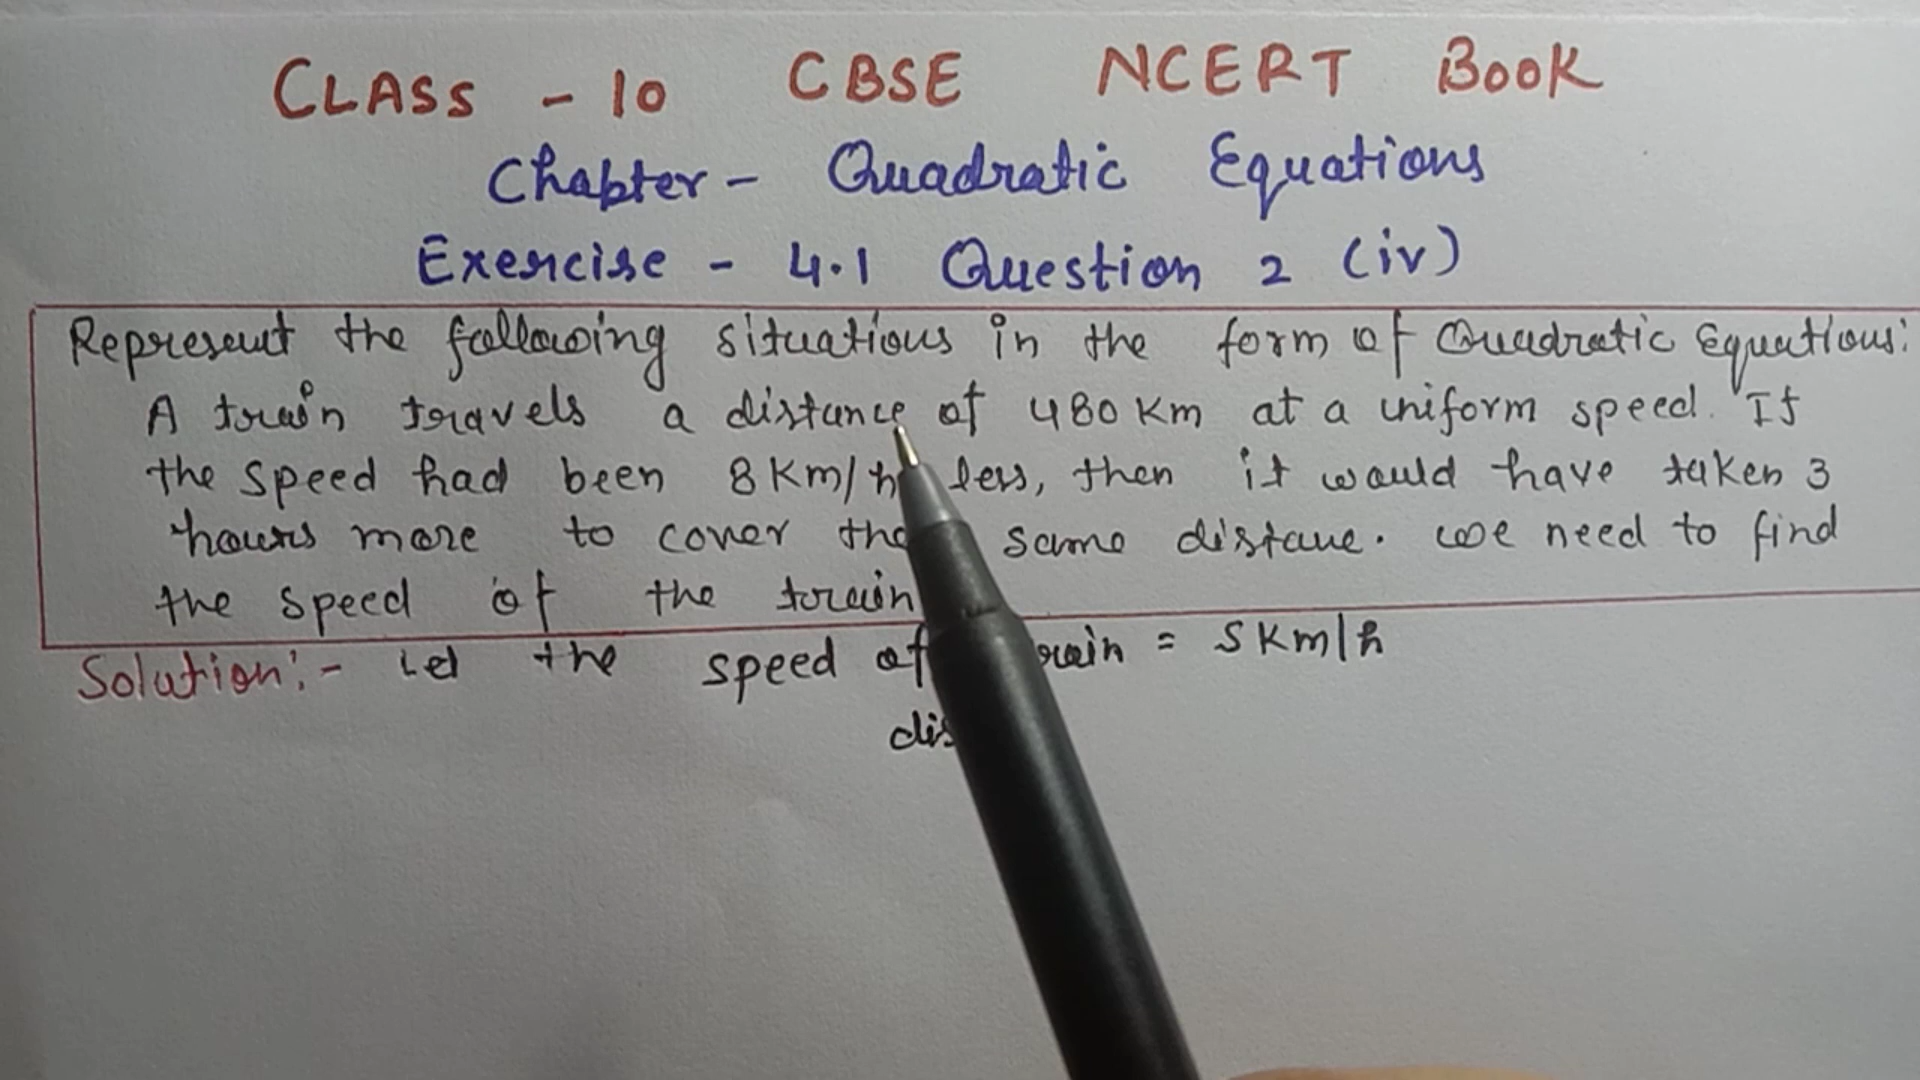 CLASS - 10 CBSE NCERT Book
Chapter - Quadratic Equations
Exercise - 4.1 Question 2 (iv)
Represent the following situations in the form of Quadratic Equations:
A train travels a distance of 480 Km at a uniform speed. If
the speed had been 8 Km/h less, then it would have taken 3
hours more to cover the same distance. we need to find
the speed of the train
Solution:- Let the speed of = S Km/h